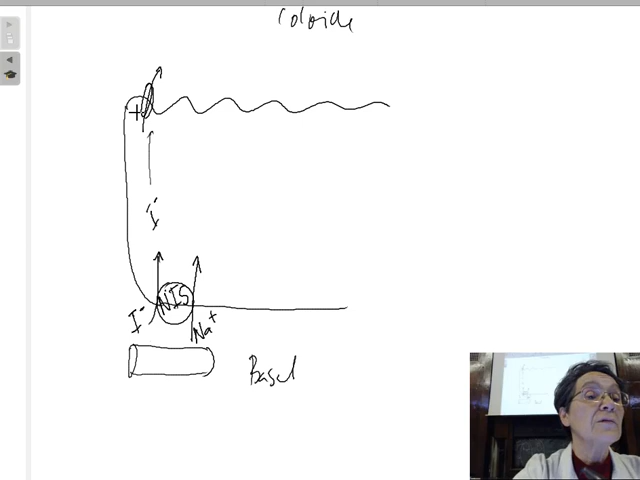 Coloide
+
I⁻
NIS
I⁻
Na⁺
Basal